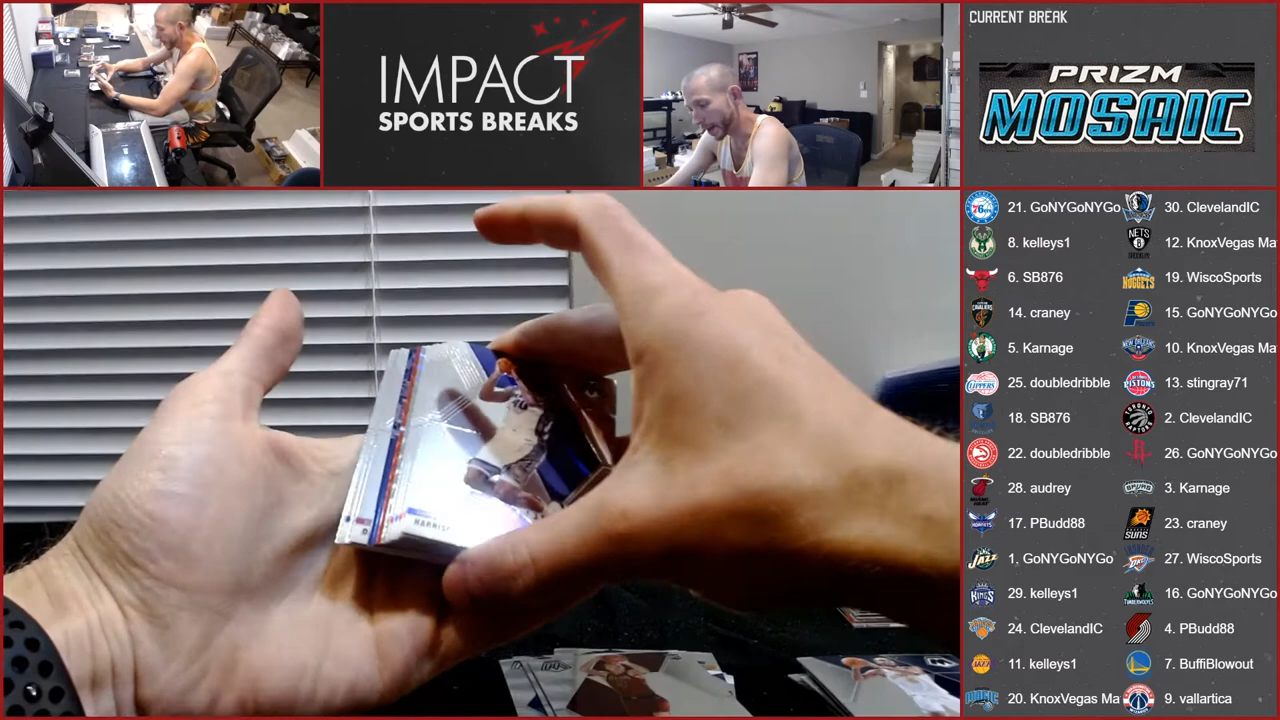 IMPACT
SPORTS BREAKS
CURRENT BREAK
PRIZM
MOSAIC
21. GoNYGoNYGo
30. ClevelandIC
8. kelleys1
12. KnoxVegas Ma
6. SB876
19. WiscoSports
14. craney
15. GoNYGoNYGo
5. Karnage
10. KnoxVegas Ma
25. doubledribble
13. stingray71
18. SB876
2. ClevelandIC
22. doubledribble
26. GoNYGoNYGo
28. audrey
3. Karnage
17. PBudd88
23. craney
1. GoNYGoNYGo
27. WiscoSports
29. kelleys1
16. GoNYGoNYGo
24. ClevelandIC
4. PBudd88
11. kelleys1
7. BuffiBlowout
20. KnoxVegas Ma
9. vallartica